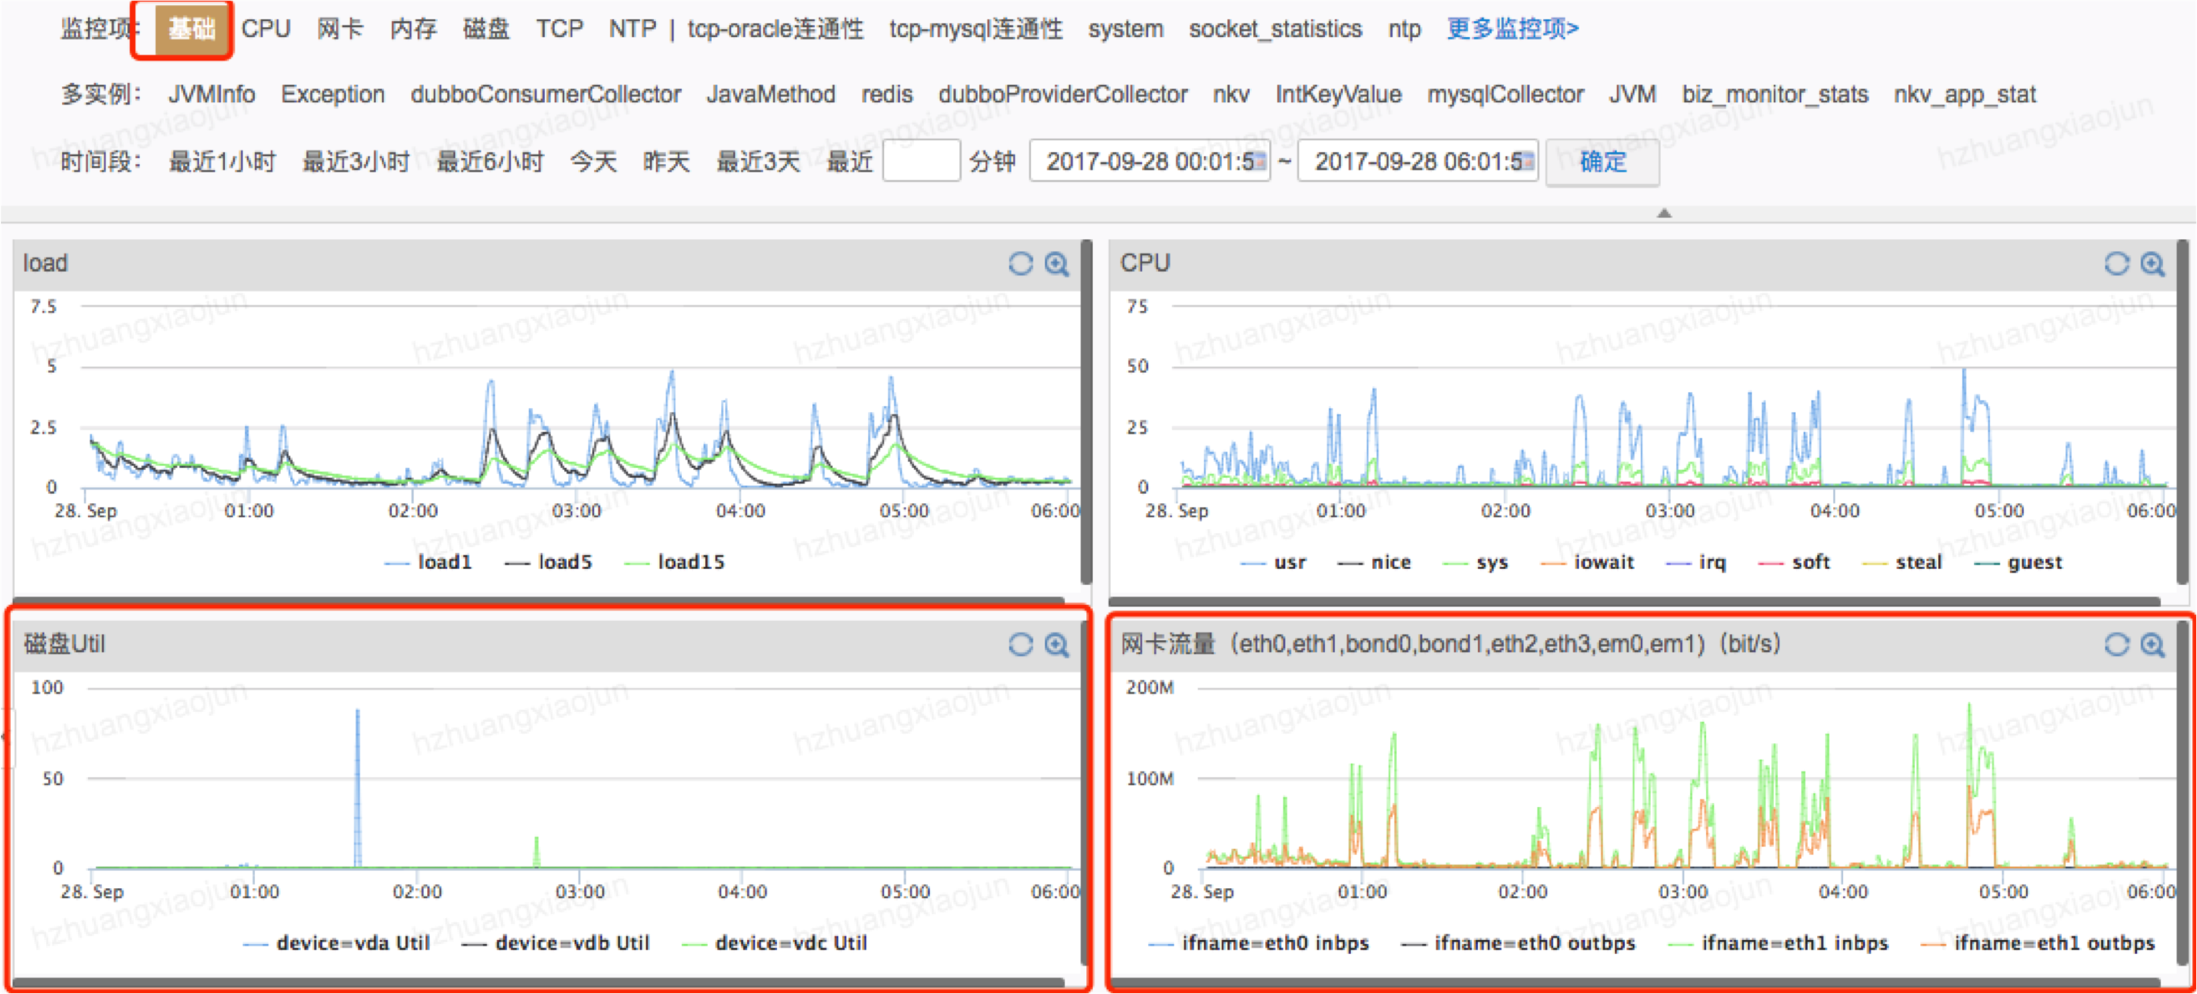 监控项: 基础 CPU 网卡 内存 磁盘 TCP NTP | tcp-oracle连通性 tcp-mysql连通性 system socket_statistics ntp 更多监控项>
多实例: JVMInfo Exception dubboConsumerCollector JavaMethod redis dubboProviderCollector nkv IntKeyValue mysqlCollector JVM biz_monitor_stats nkv_app_stat
时间段: 最近1小时 最近3小时 最近6小时 今天 昨天 最近3天 最近 分钟 2017-09-28 00:01:5 ~ 2017-09-28 06:01:5 确定
load
7.5
5
2.5
0
28. Sep 01:00 02:00 03:00 04:00 05:00 06:00
load1 load5 load15
CPU
75
50
25
0
28. Sep 01:00 02:00 03:00 04:00 05:00 06:00
usr nice sys iowait irq soft steal guest
磁盘Util
100
50
0
28. Sep 01:00 02:00 03:00 04:00 05:00 06:00
device=vda Util device=vdb Util device=vdc Util
网卡流量（eth0,eth1,bond0,bond1,eth2,eth3,em0,em1）（bit/s）
200M
100M
0
28. Sep 01:00 02:00 03:00 04:00 05:00 06:00
ifname=eth0 inbps ifname=eth0 outbps ifname=eth1 inbps ifname=eth1 outbps
hzhuangxiaojun